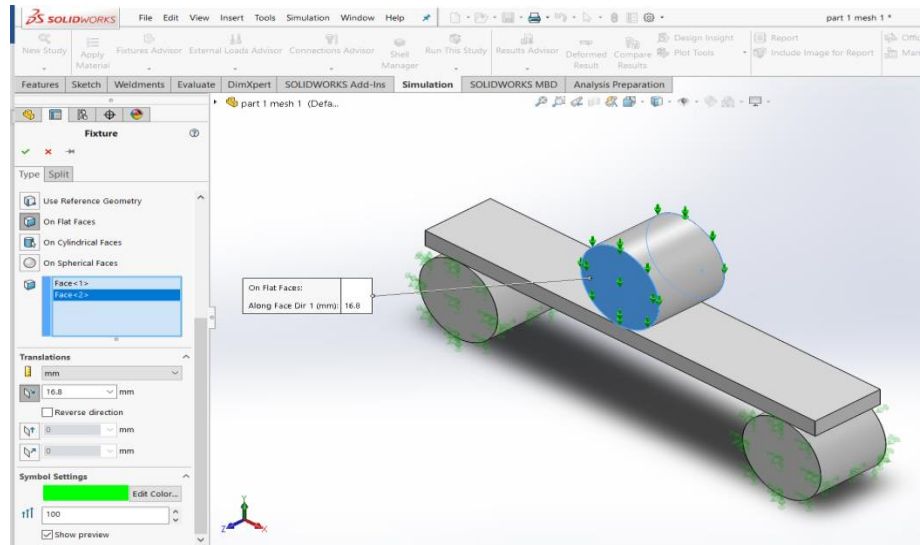 SOLIDWORKS File Edit View Insert Tools Simulation Window Help part 1 mesh 1 *
New Study Apply Material Fixtures Advisor External Loads Advisor Connections Advisor Shell Manager Run This Study Results Advisor Deformed Result Compare Results Design Insight Plot Tools Report Include Image for Report
Features Sketch Weldments Evaluate DimXpert SOLIDWORKS Add-Ins Simulation SOLIDWORKS MBD Analysis Preparation
part 1 mesh 1 (Defa...
Fixture
Type Split
Use Reference Geometry
On Flat Faces
On Cylindrical Faces
On Spherical Faces
Face<1>
Face<2>
On Flat Faces:
Along Face Dir 1 (mm): 16.8
Translations
mm
16.8 mm
Reverse direction
0 mm
0 mm
Symbol Settings
Edit Color...
100
Show preview
Y
Z X